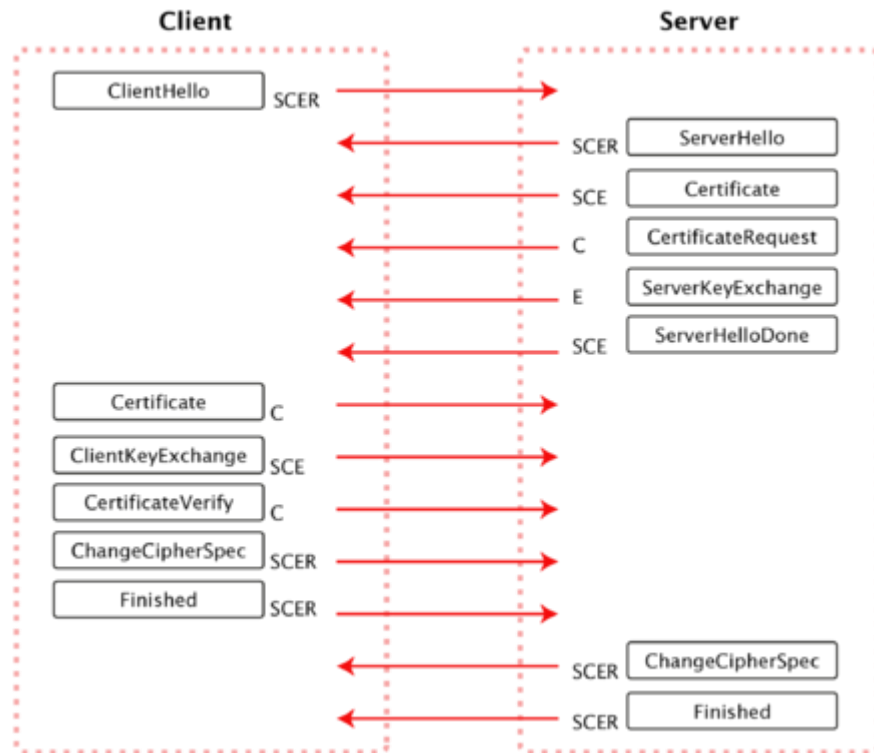 Client Server
ClientHello SCER
SCER ServerHello
SCE Certificate
C CertificateRequest
E ServerKeyExchange
SCE ServerHelloDone
Certificate C
ClientKeyExchange SCE
CertificateVerify C
ChangeCipherSpec SCER
Finished SCER
SCER ChangeCipherSpec
SCER Finished